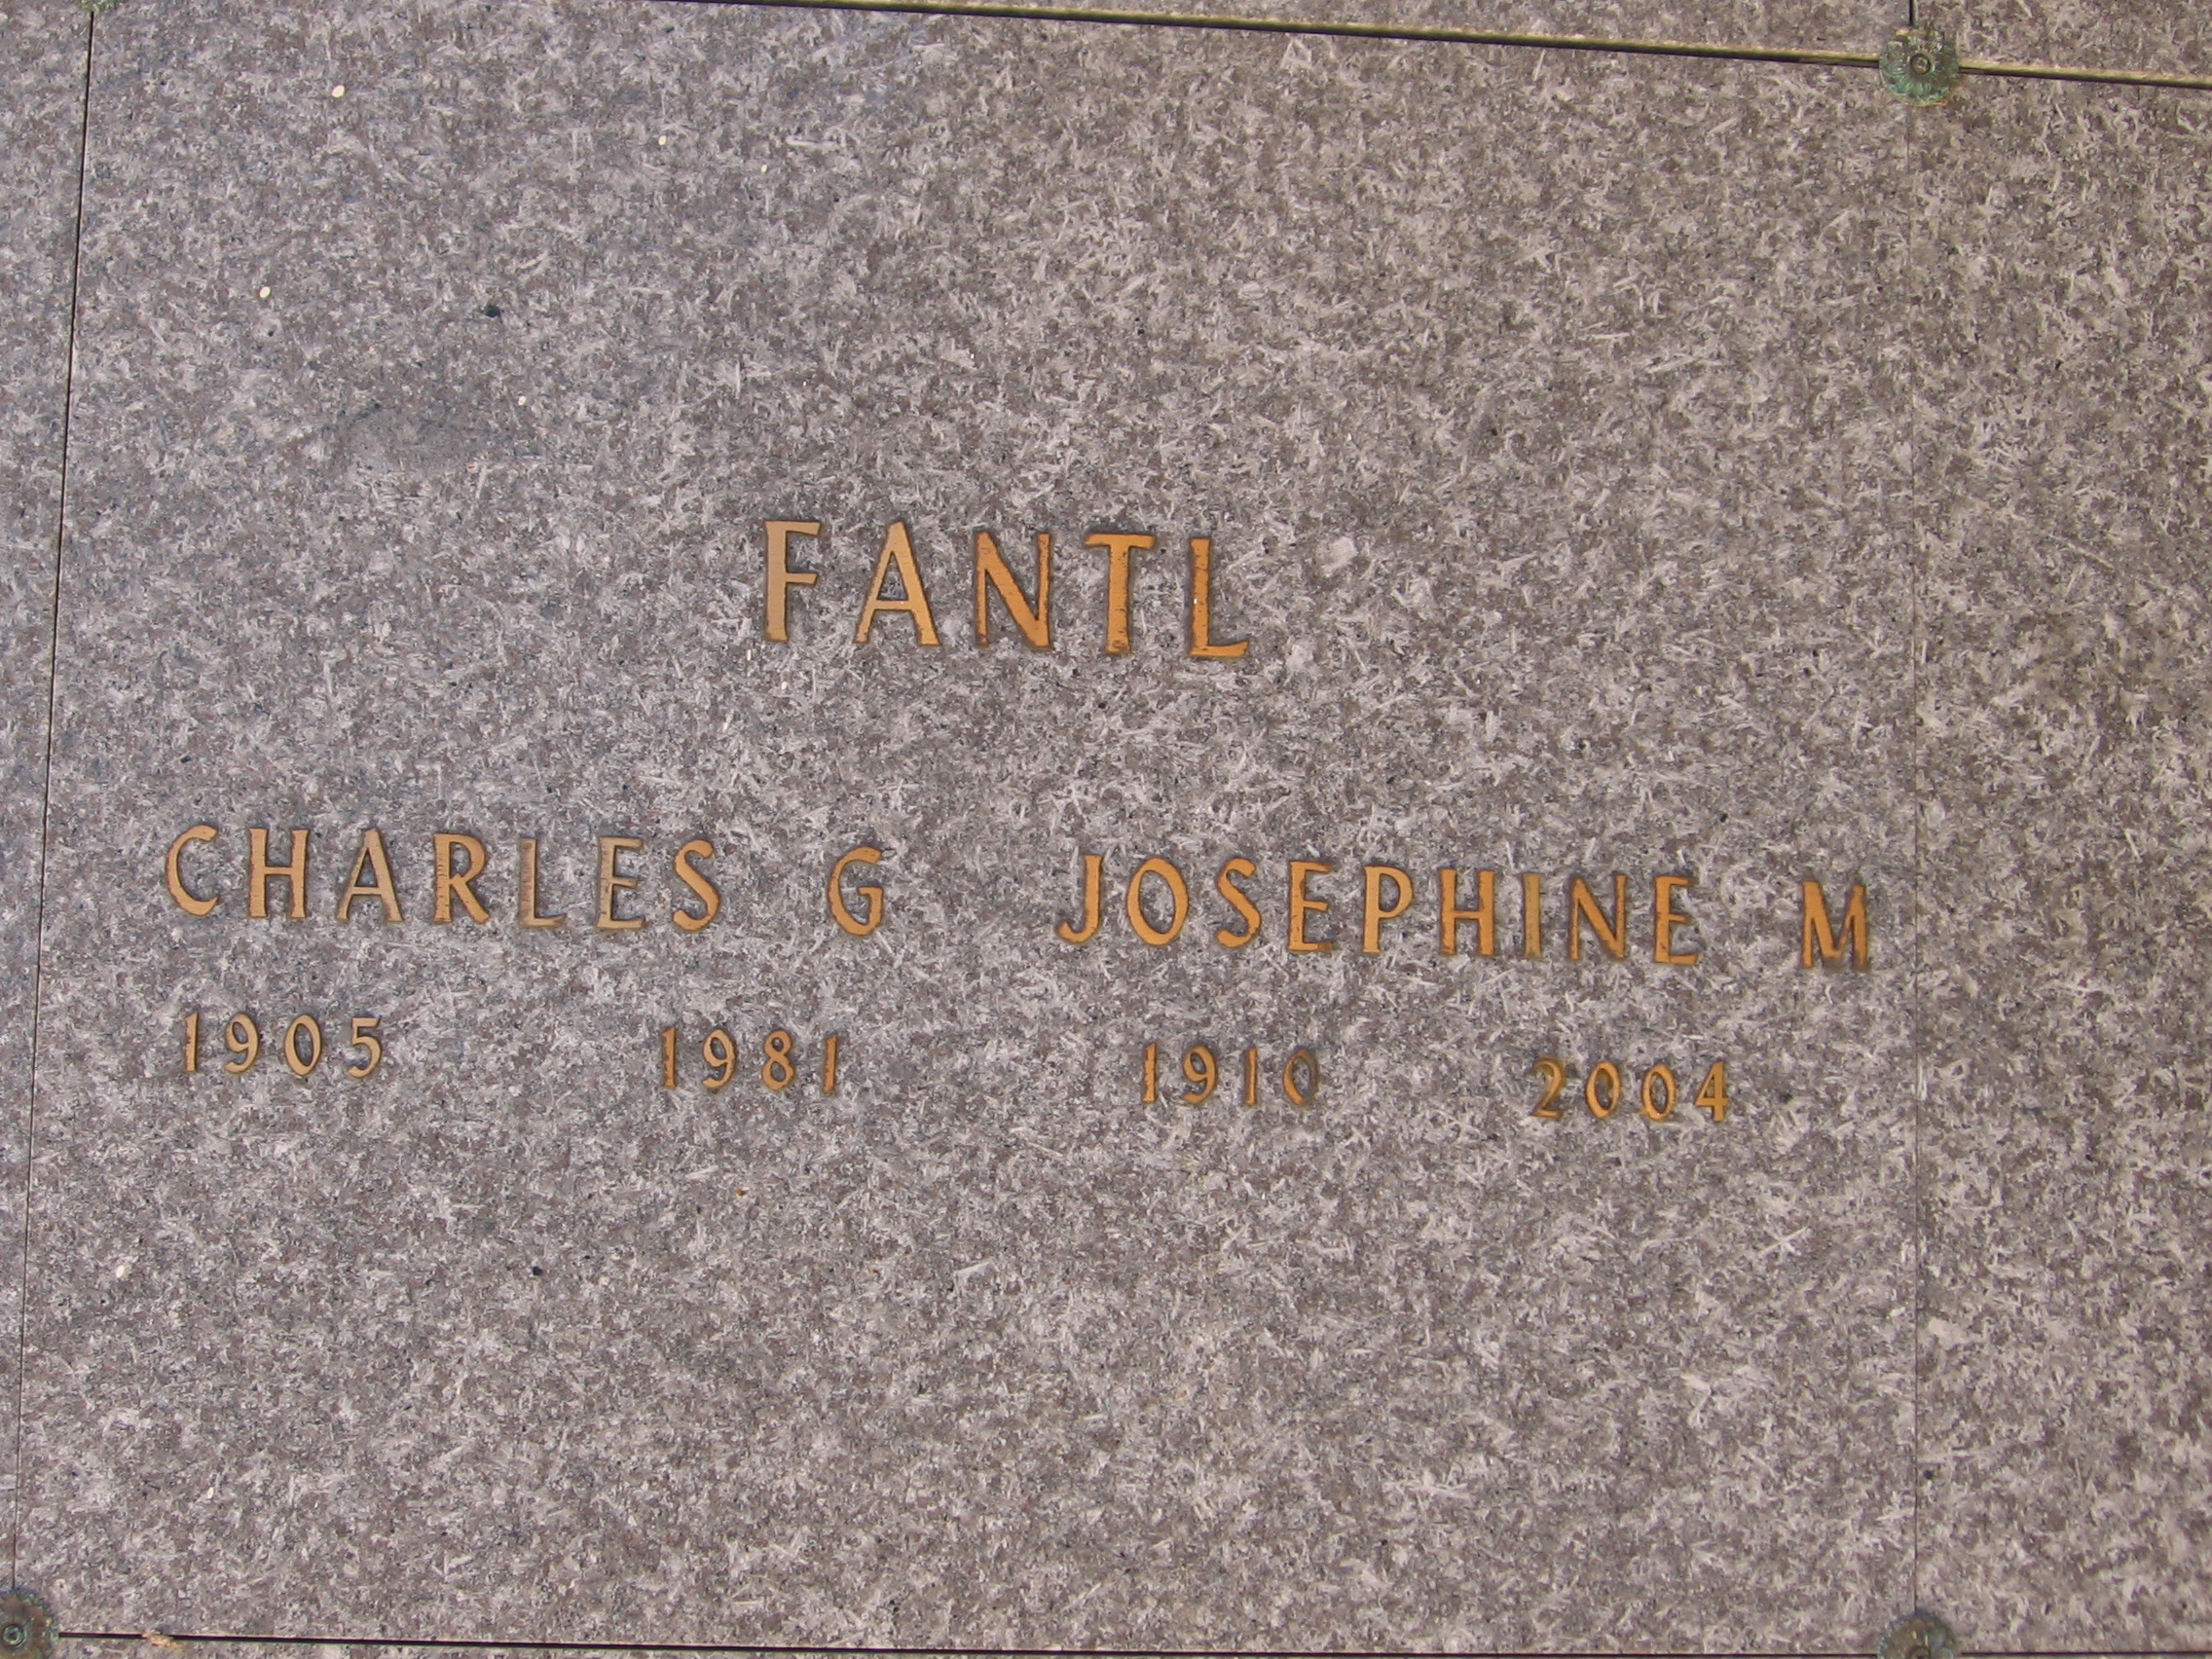 FANTL
CHARLES G JOSEPHINE M
1905 1981 1910 2004